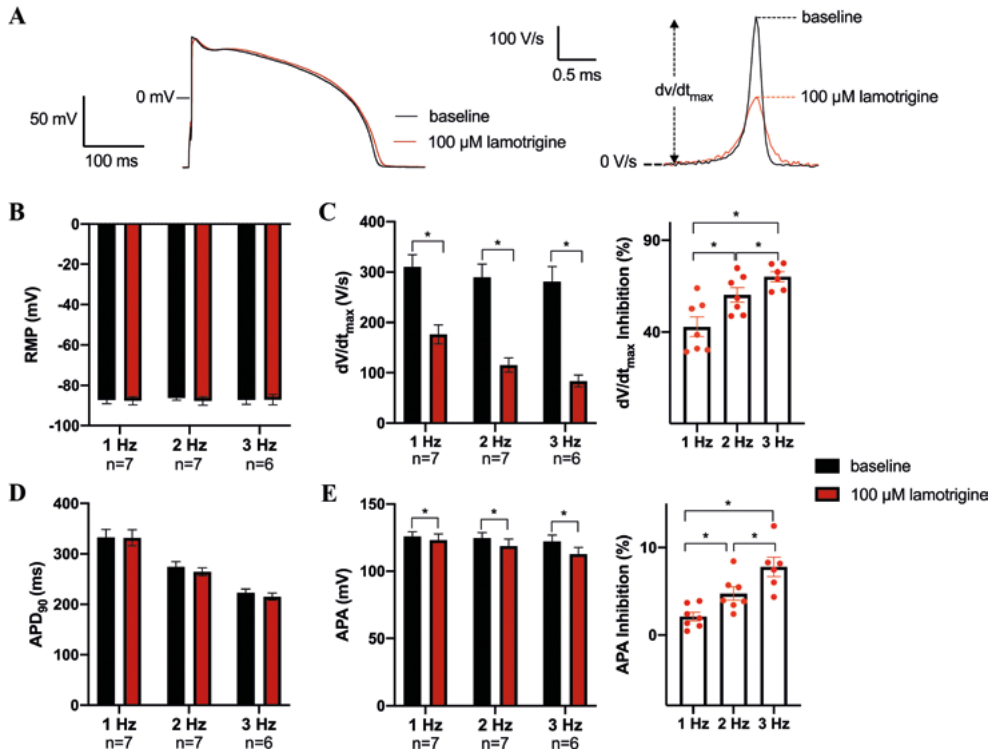 A
0 mV
50 mV
100 ms
baseline
100 µM lamotrigine
100 V/s
0.5 ms
baseline
dv/dtmax
100 µM lamotrigine
0 V/s
B
RMP (mV)
0
-20
-40
-60
-80
-100
1 Hz 2 Hz 3 Hz
n=7 n=7 n=6
C
dV/dtmax (V/s)
400
300
200
100
0
* * *
1 Hz 2 Hz 3 Hz
n=7 n=7 n=6
dV/dtmax Inhibition (%)
90
40
*
* *
1 Hz 2 Hz 3 Hz
baseline
100 µM lamotrigine
D
APD90 (ms)
400
300
200
100
0
1 Hz 2 Hz 3 Hz
n=7 n=7 n=6
E
APA (mV)
150
100
50
0
* * *
1 Hz 2 Hz 3 Hz
n=7 n=7 n=6
APA Inhibition (%)
10
0
*
* *
1 Hz 2 Hz 3 Hz